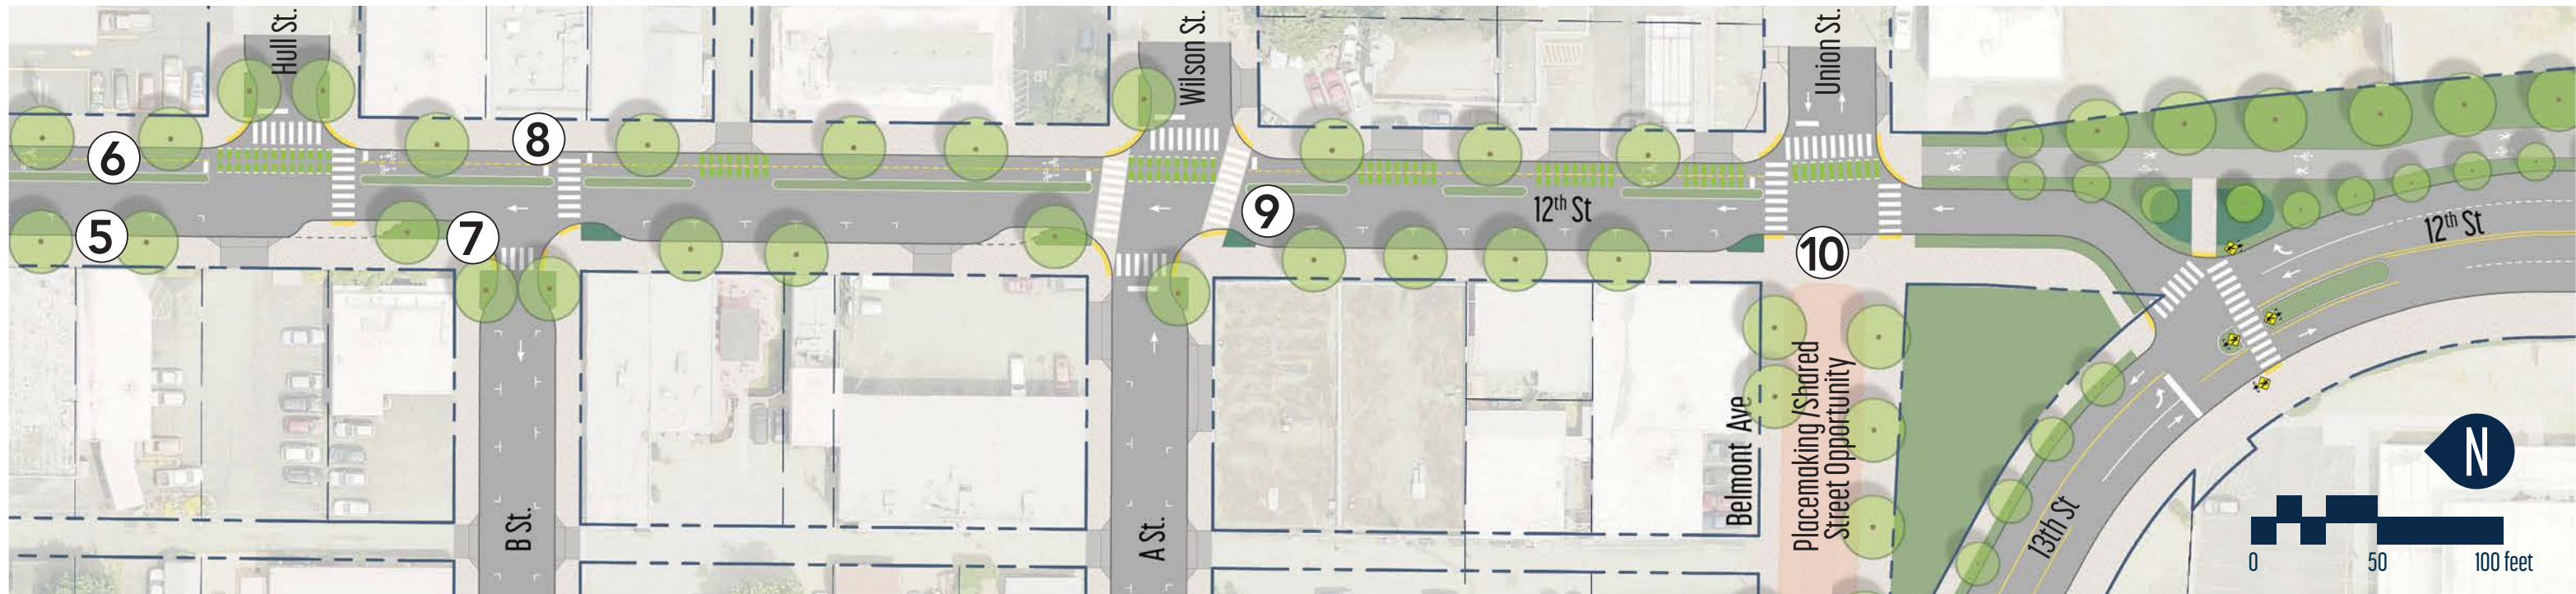 Hull St.
Wilson St.
Union St.
6
8
5
7
9
12th St
10
12th St
B St.
A St.
Belmont Ave
Placemaking /Shared
Street Opportunity
13th St
N
0
50
100 feet